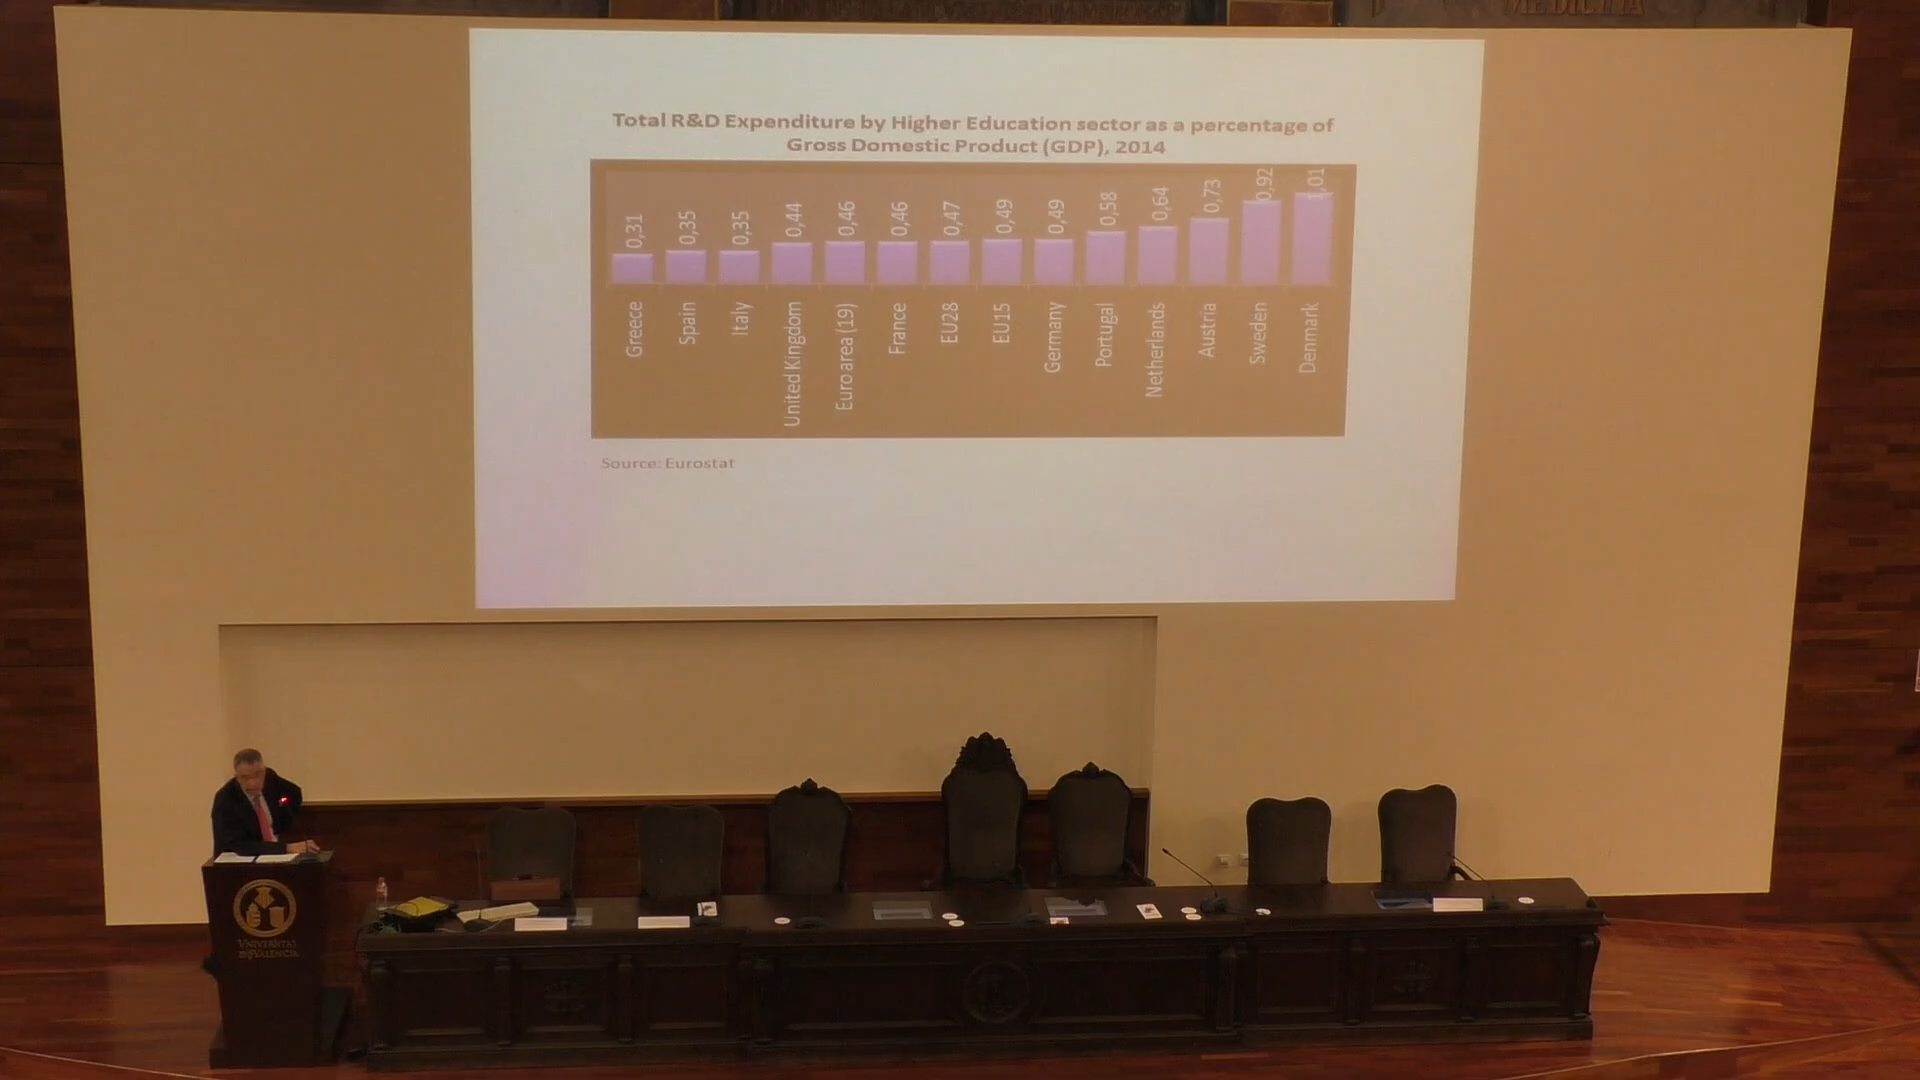 MEDICINA
Total R&D Expenditure by Higher Education sector as a percentage of
Gross Domestic Product (GDP), 2014
0,31
0,35
0,35
0,44
0,46
0,46
0,47
0,49
0,49
0,58
0,64
0,73
0,92
1,01
Greece
Spain
Italy
United Kingdom
Euro area (19)
France
EU28
EU15
Germany
Portugal
Netherlands
Austria
Sweden
Denmark
Source: Eurostat
VNIVERSITAT
DE VALÈNCIA